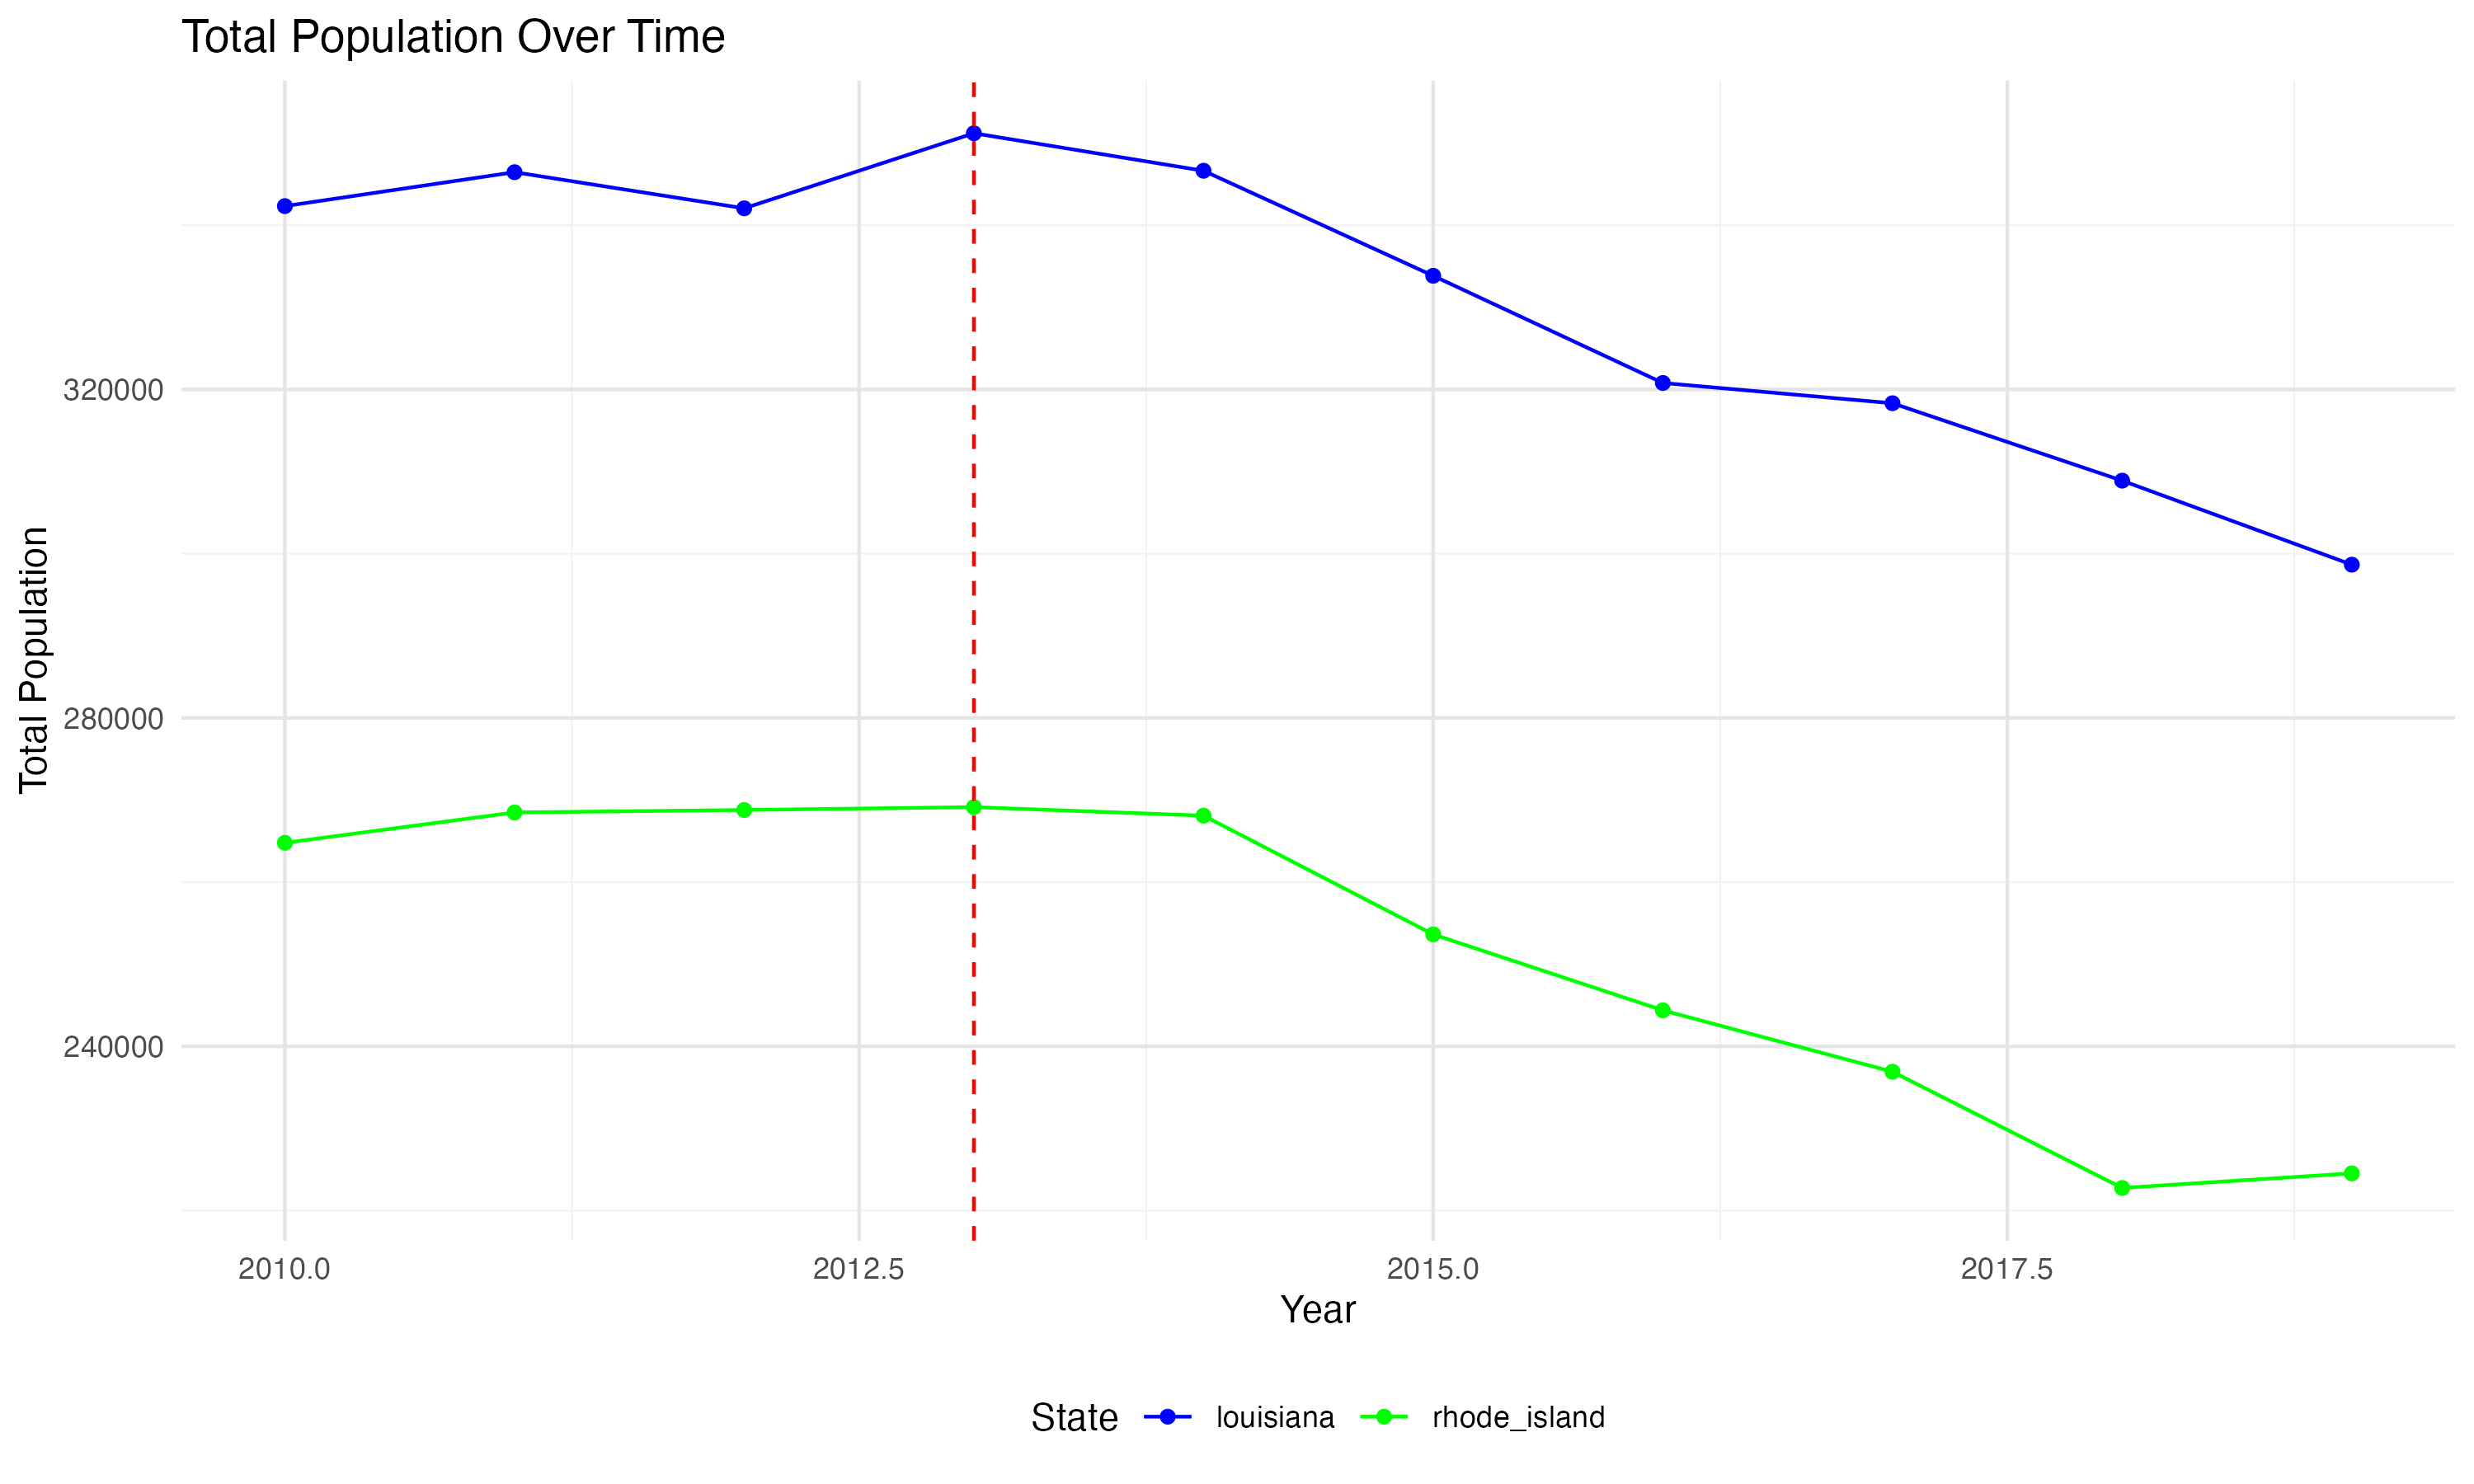 Total Population Over Time
Total Population
320000
280000
240000
2010.0 2012.5 2015.0 2017.5
Year
State louisiana rhode_island